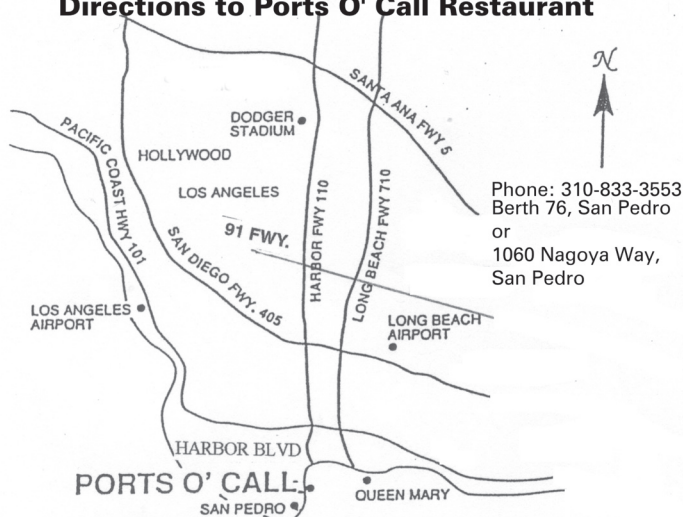 Directions to Ports O' Call Restaurant
N
SANTA ANA FWY 5
DODGER
STADIUM
PACIFIC COAST HWY 101
HOLLYWOOD
LOS ANGELES
HARBOR FWY 110
LONG BEACH FWY 710
Phone: 310-833-3553
Berth 76, San Pedro
or
1060 Nagoya Way,
San Pedro
91 FWY.
SAN DIEGO FWY. 405
LOS ANGELES
AIRPORT
LONG BEACH
AIRPORT
HARBOR BLVD
PORTS O' CALL
QUEEN MARY
SAN PEDRO